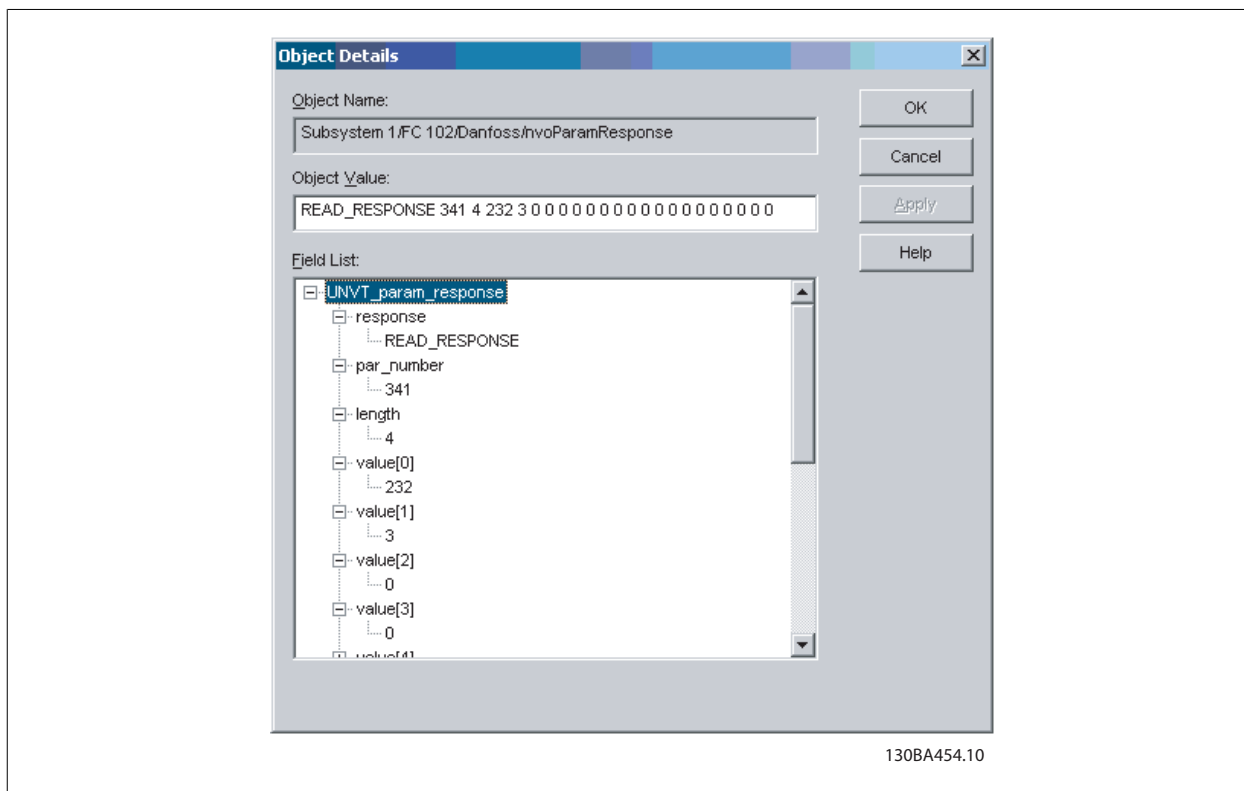 Object Details
Object Name:
Subsystem 1/FC 102/Danfoss/nvoParamResponse
Object Value:
READ_RESPONSE 341 4 232 3 0 0 0 0 0 0 0 0 0 0 0 0 0 0 0 0 0 0 0
Field List:
UNVT_param_response
response
READ_RESPONSE
par_number
341
length
4
value[0]
232
value[1]
3
value[2]
0
value[3]
0
value[4]
OK
Cancel
Apply
Help
130BA454.10